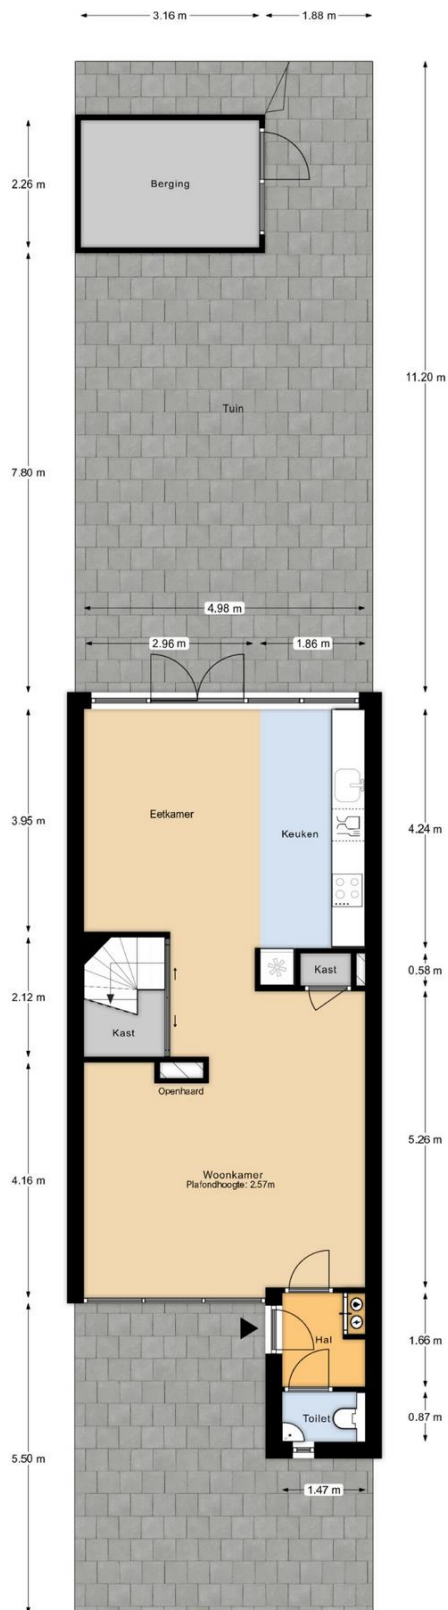 3.16 m
1.88 m
2.26 m
Berging
11.20 m
Tuin
7.80 m
4.98 m
2.96 m
1.86 m
Eetkamer
3.95 m
Keuken
4.24 m
Kast
0.58 m
2.12 m
Kast
Openhaard
5.26 m
Woonkamer
Plafondhoogte: 2.57m
4.16 m
Hal
1.66 m
Toilet
0.87 m
5.50 m
1.47 m